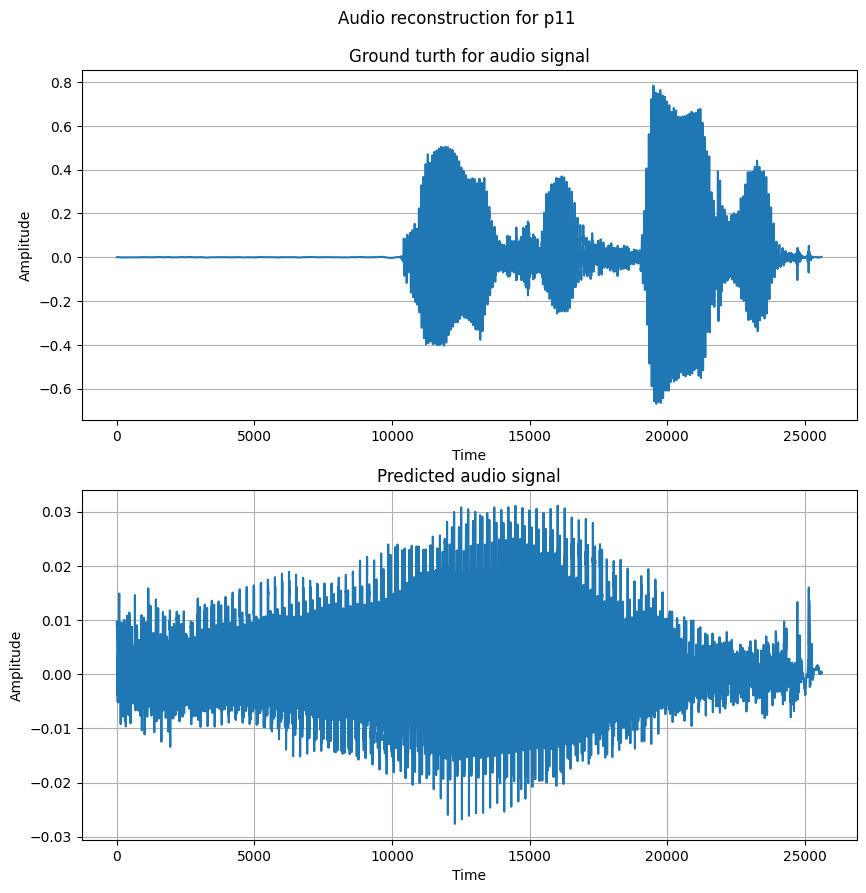 Audio reconstruction for p11
Ground turth for audio signal
0.8
0.6
0.4
0.2
0.0
−0.2
−0.4
−0.6
Amplitude
0 5000 10000 15000 20000 25000
Time
Predicted audio signal
0.03
0.02
0.01
0.00
−0.01
−0.02
−0.03
Amplitude
0 5000 10000 15000 20000 25000
Time